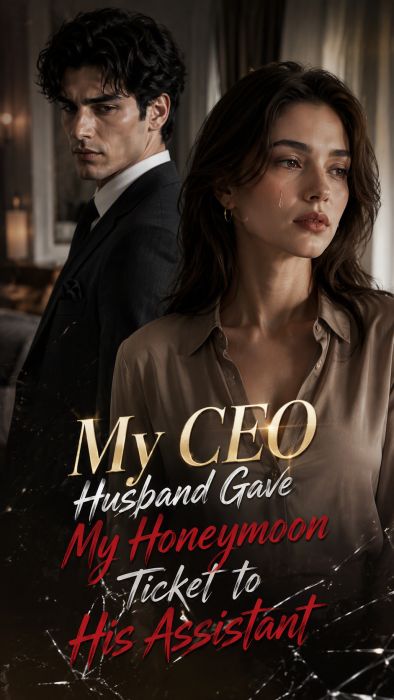 My CEO
Husband Gave
My Honeymoon
Ticket to
His Assistant